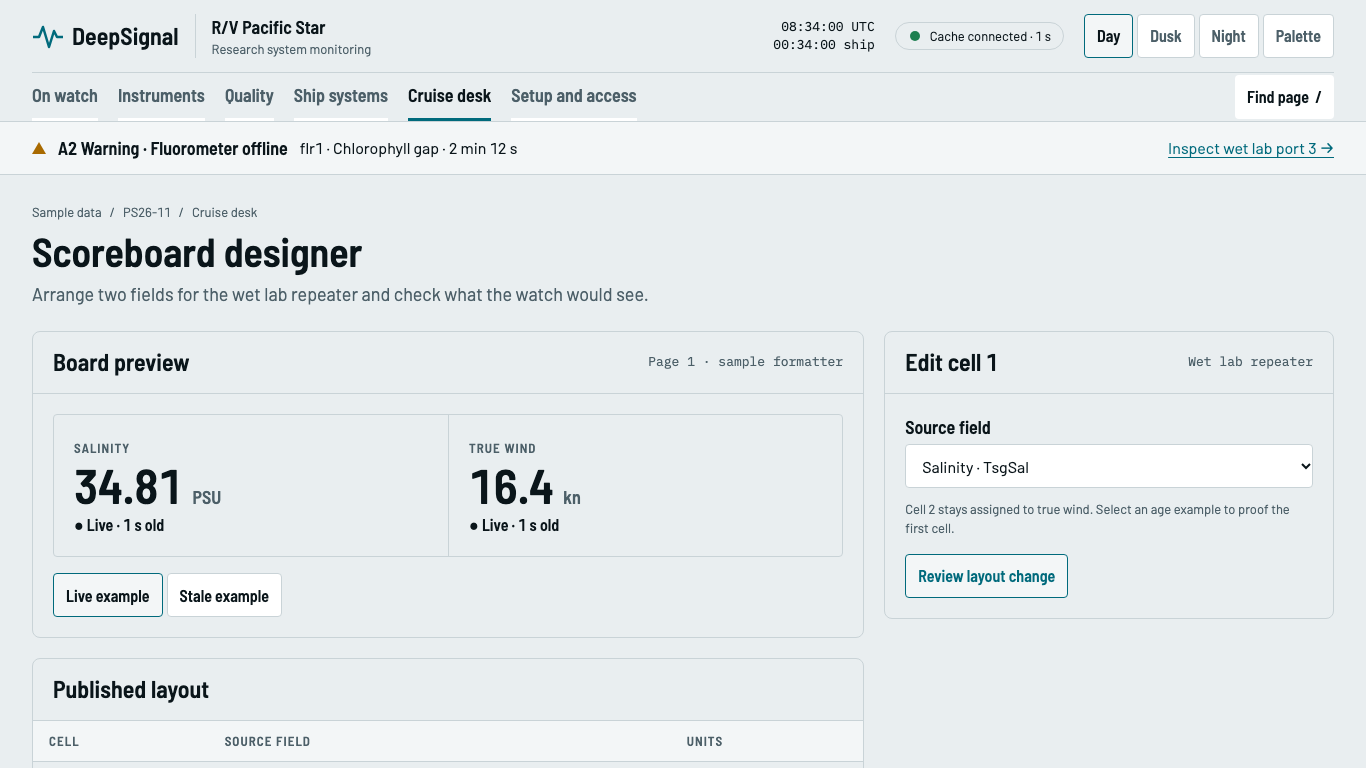 DeepSignal
R/V Pacific Star
Research system monitoring
08:34:00 UTC
00:34:00 ship
Cache connected · 1 s
Day
Dusk
Night
Palette
On watch
Instruments
Quality
Ship systems
Cruise desk
Setup and access
Find page /
A2 Warning · Fluorometer offline
flr1 · Chlorophyll gap · 2 min 12 s
Inspect wet lab port 3 →
Sample data / PS26-11 / Cruise desk
Scoreboard designer
Arrange two fields for the wet lab repeater and check what the watch would see.
Board preview
Page 1 · sample formatter
SALINITY
34.81 PSU
● Live · 1 s old
TRUE WIND
16.4 kn
● Live · 1 s old
Live example
Stale example
Edit cell 1
Wet lab repeater
Source field
Salinity · TsgSal
Cell 2 stays assigned to true wind. Select an age example to proof the
first cell.
Review layout change
Published layout
CELL
SOURCE FIELD
UNITS